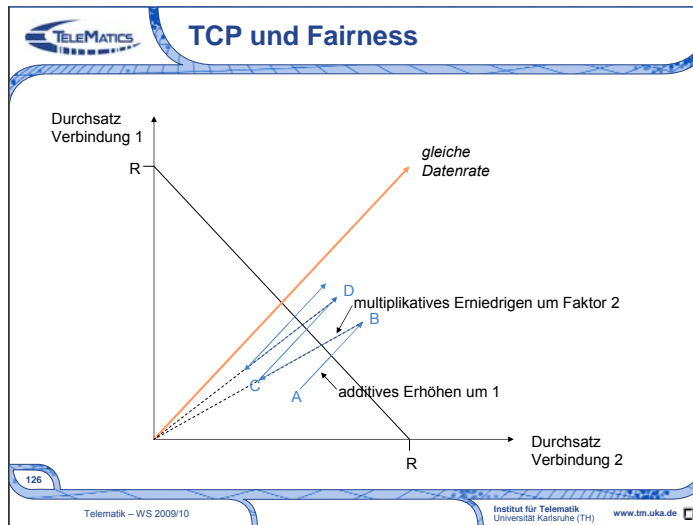 TELEMATICS
TCP und Fairness
Durchsatz
Verbindung 1
R
gleiche
Datenrate
D
multiplikatives Erniedrigen um Faktor 2
B
C
A
additives Erhöhen um 1
R
Durchsatz
Verbindung 2
126
Telematik – WS 2009/10
Institut für Telematik
Universität Karlsruhe (TH)
www.tm.uka.de